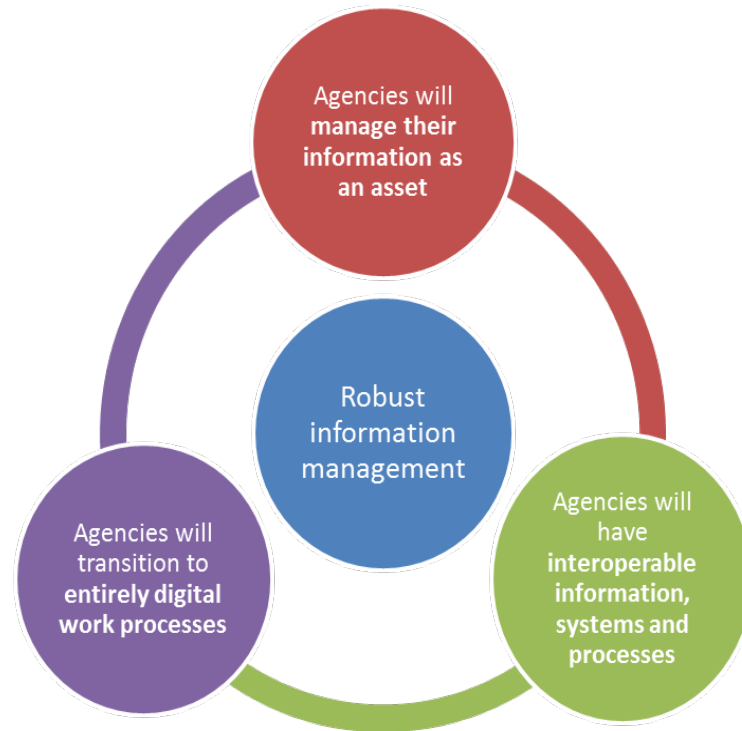 Agencies will
manage their
information as
an asset
Robust
information
management
Agencies will
transition to
entirely digital
work processes
Agencies will
have
interoperable
information,
systems and
processes